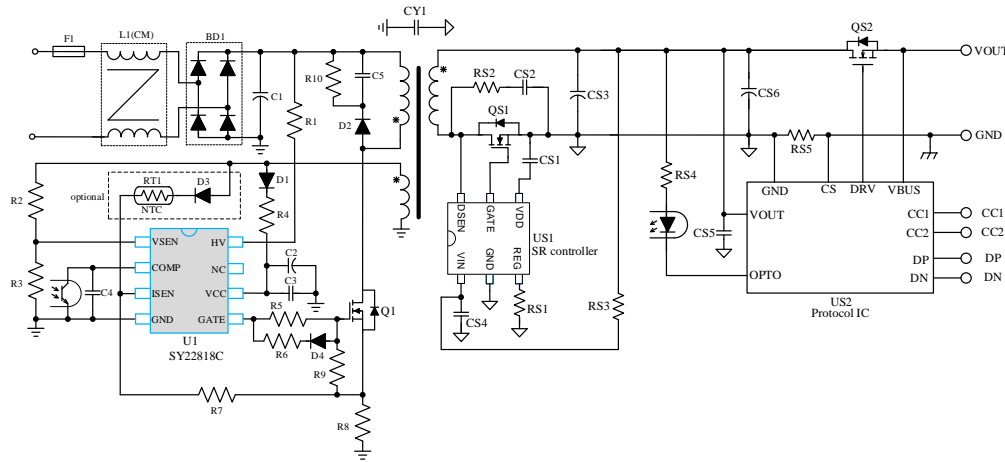 CY1
QS2
F1
L1(CM)
BD1
VOUT
RS2
CS2
R10
C5
CS3
CS6
C1
R1
QS1
D2
CS1
RS5
GND
RT1
D3
D1
optional
NTC
RS4
GND
CS
DRV
VBUS
R2
R4
DSEN
GATE
VDD
VOUT
CC1
CC1
US1
SR controller
CC2
CC2
CS5
VSEN
HV
VIN
GND
REG
DP
DP
COMP
NC
C2
OPTO
DN
DN
R3
C4
ISEN
VCC
C3
RS3
US2
Protocol IC
GND
GATE
R5
Q1
CS4
RS1
U1
SY22818C
R6
D4
R9
R7
R8